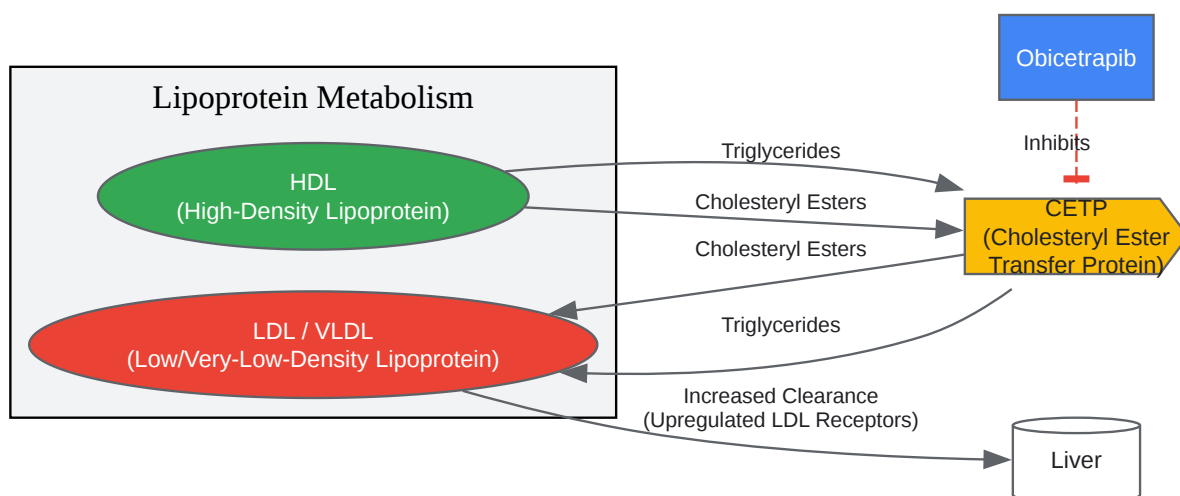 Obicetrapib
Lipoprotein Metabolism
Inhibits
Triglycerides
HDL
(High-Density Lipoprotein)
Cholesteryl Esters
CETP
(Cholesteryl Ester
Transfer Protein)
Cholesteryl Esters
Triglycerides
LDL / VLDL
(Low/Very-Low-Density Lipoprotein)
Increased Clearance
(Upregulated LDL Receptors)
Liver